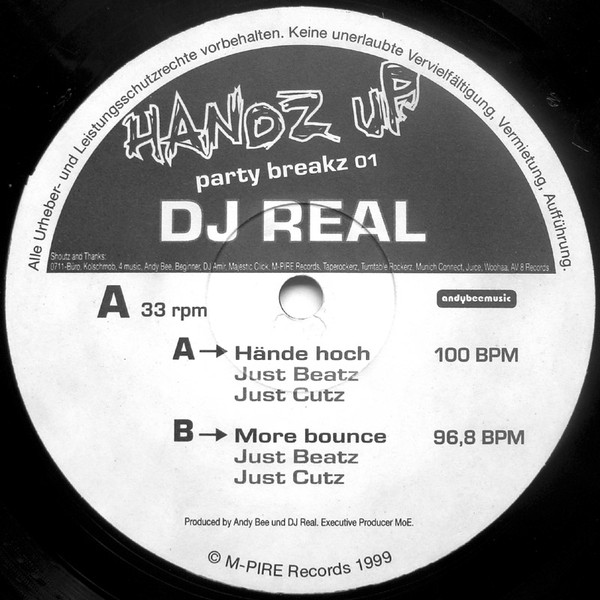 Alle Urheber- und Leistungsschutzrechte vorbehalten. Keine unerlaubte Vervielfältigung, Vermietung, Aufführung.
HANDZ UP
party breakz 01
DJ REAL
Shoutz and Thanks:
0711-Büro, Kolschmob, 4 music, Andy Bee, Beginner, DJ Amir, Majestic Click, M-PIRE Records, Taperockerz, Turntable Rockerz, Munich Connect, Juice, Woohaa, AV 8 Records
A 33 rpm
andybeemusic
A → Hände hoch 100 BPM
Just Beatz
Just Cutz
B → More bounce 96,8 BPM
Just Beatz
Just Cutz
Produced by Andy Bee und DJ Real. Executive Producer MoE.
© M-PIRE Records 1999